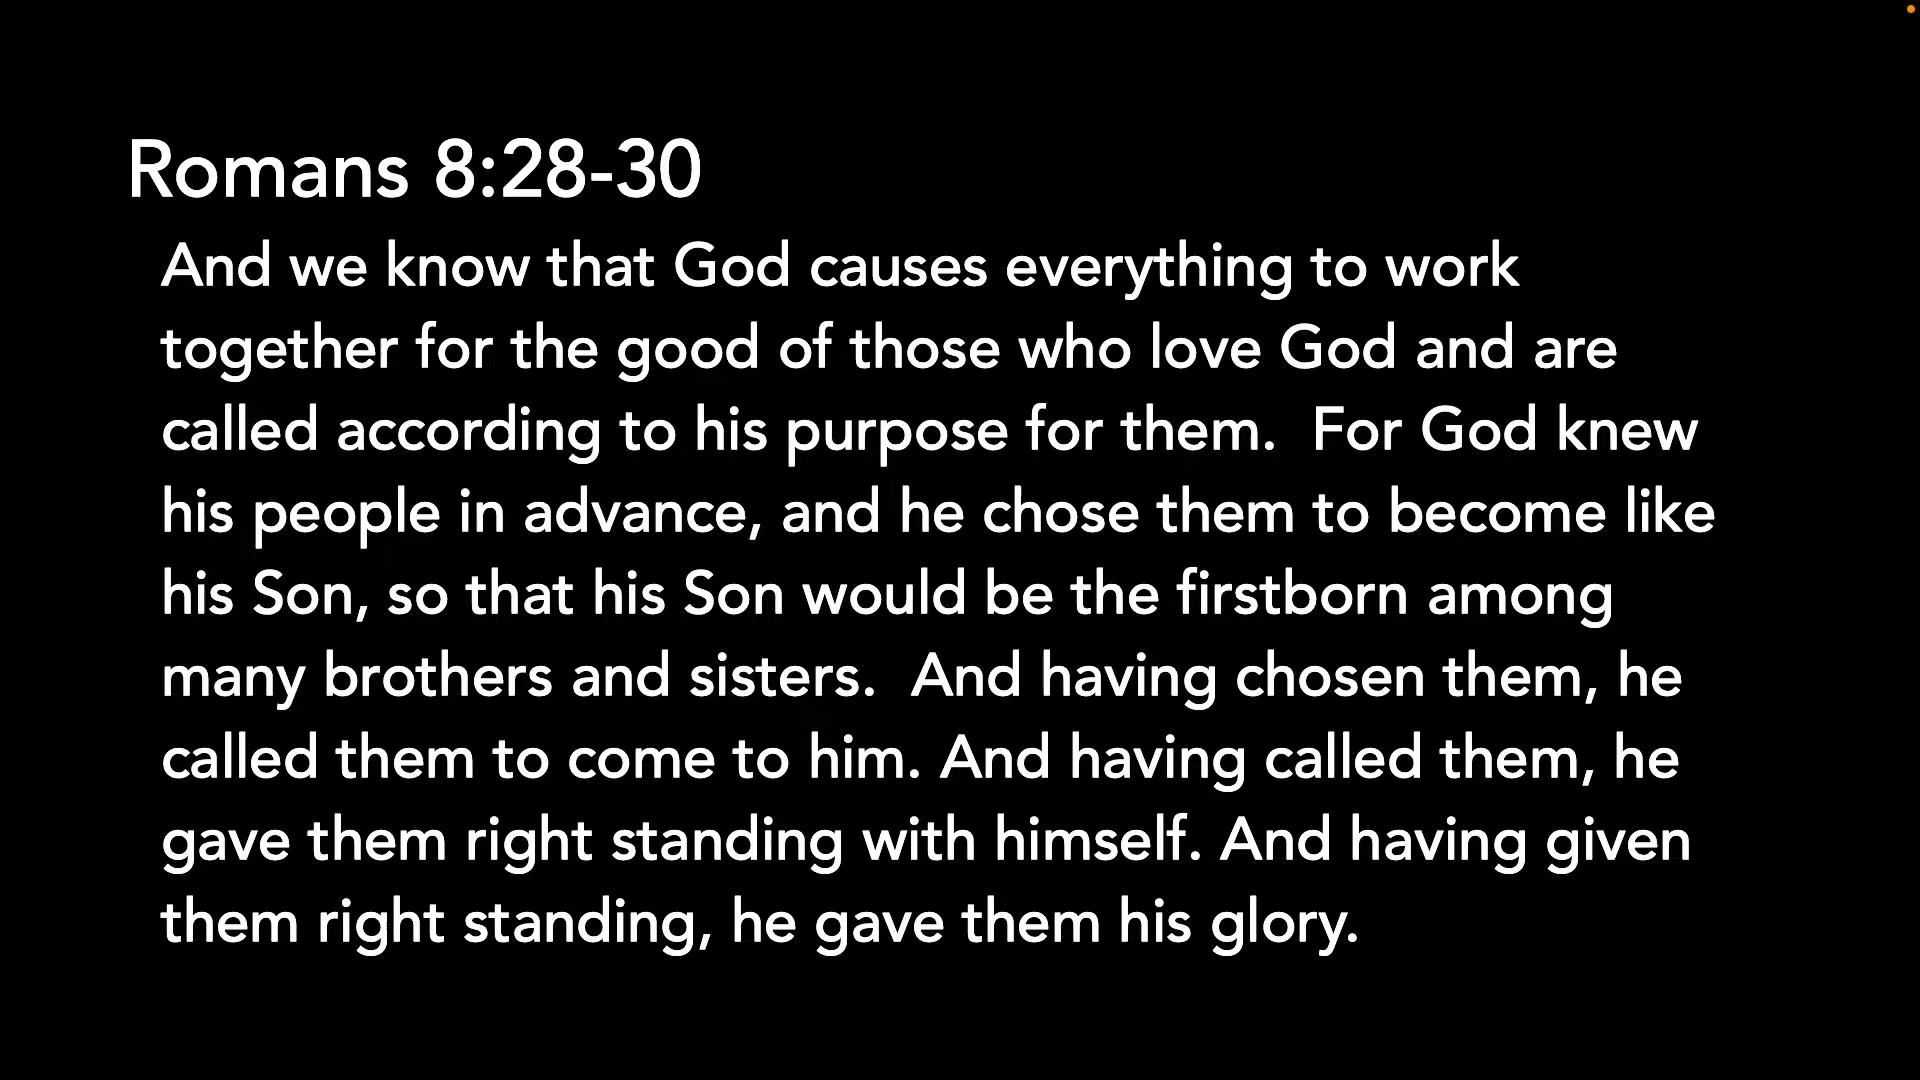 Romans 8:28-30
And we know that God causes everything to work
together for the good of those who love God and are
called according to his purpose for them.  For God knew
his people in advance, and he chose them to become like
his Son, so that his Son would be the firstborn among
many brothers and sisters.  And having chosen them, he
called them to come to him. And having called them, he
gave them right standing with himself. And having given
them right standing, he gave them his glory.